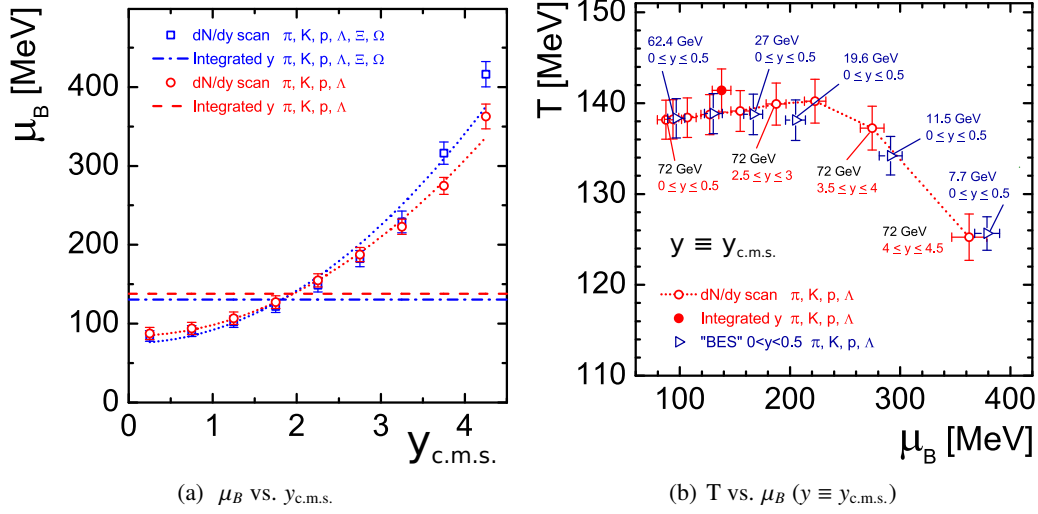 μB [MeV]
400
300
200
100
0
dN/dy scan π, K, p, Λ, Ξ, Ω
Integrated y π, K, p, Λ, Ξ, Ω
dN/dy scan π, K, p, Λ
Integrated y π, K, p, Λ
0 1 2 3 4
yc.m.s.
(a) μB vs. yc.m.s.
T [MeV]
150
140
130
120
110
62.4 GeV
0 ≤ y ≤ 0.5
27 GeV
0 ≤ y ≤ 0.5
19.6 GeV
0 ≤ y ≤ 0.5
11.5 GeV
0 ≤ y ≤ 0.5
7.7 GeV
0 ≤ y ≤ 0.5
72 GeV
0 ≤ y ≤ 0.5
72 GeV
2.5 ≤ y ≤ 3
72 GeV
3.5 ≤ y ≤ 4
72 GeV
4 ≤ y ≤ 4.5
y ≡ yc.m.s.
dN/dy scan π, K, p, Λ
Integrated y π, K, p, Λ
"BES" 0<y<0.5 π, K, p, Λ
100 200 300 400
μB [MeV]
(b) T vs. μB (y ≡ yc.m.s.)